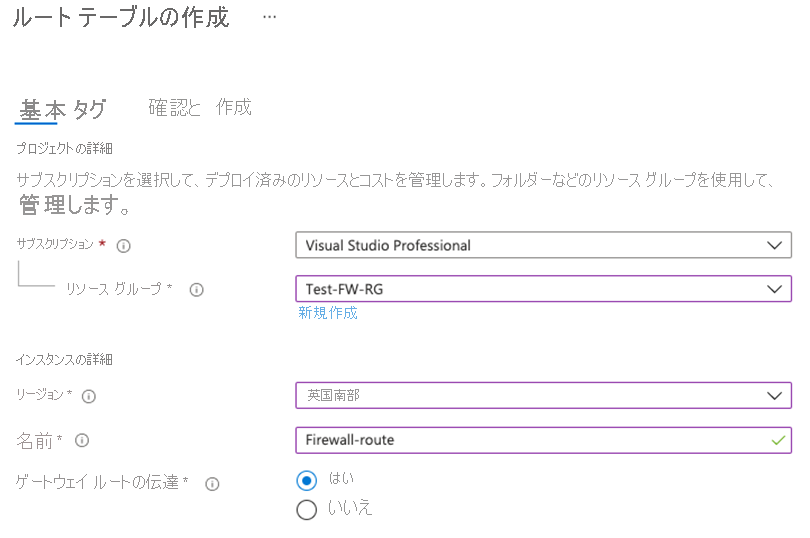 ルート テーブルの作成 …
基本 タグ 確認と 作成
プロジェクトの詳細
サブスクリプションを選択して、デプロイ済みのリソースとコストを管理します。フォルダーなどのリソース グループを使用して、
管理します。
サブスクリプション * Visual Studio Professional
リソース グループ * Test-FW-RG
新規作成
インスタンスの詳細
リージョン * 英国南部
名前 * Firewall-route
ゲートウェイ ルートの伝達 * はい
いいえ